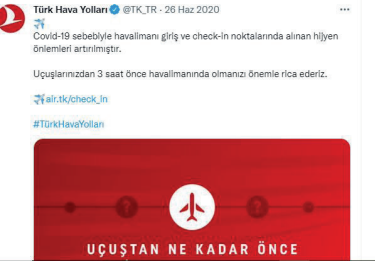 Türk Hava Yolları @TK_TR · 26 Haz 2020
Covid-19 sebebiyle havalimanı giriş ve check-in noktalarında alınan hijyen
önlemleri artırılmıştır.
Uçuşlarınızdan 3 saat önce havalimanında olmanızı önemle rica ederiz.
air.tk/check_in
#TürkHavaYolları
UÇUŞTAN NE KADAR ÖNCE